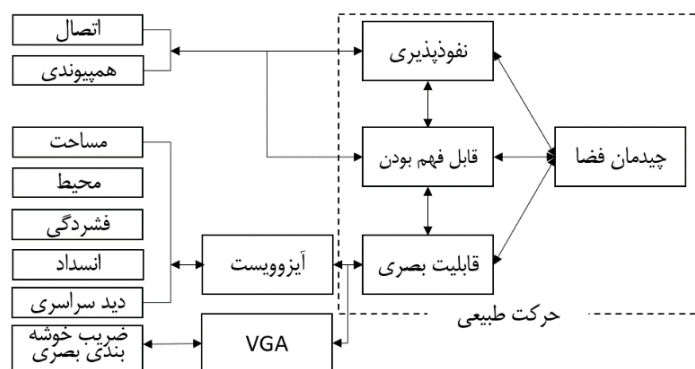 اتصال
همپیوندی
نفوذپذیری
مساحت
قابل فهم بودن
چیدمان فضا
محیط
فشردگی
آیزوویست
قابلیت بصری
انسداد
دید سراسری
حرکت طبیعی
ضریب خوشه
بندی بصری
VGA